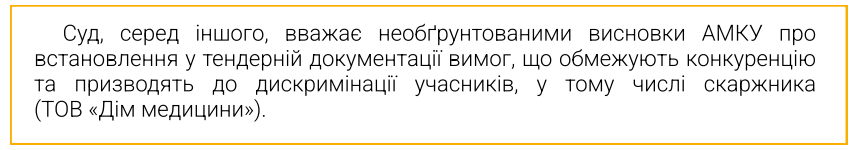 Суд, серед іншого, вважає необґрунтованими висновки АМКУ про
встановлення у тендерній документації вимог, що обмежують конкуренцію
та призводять до дискримінації учасників, у тому числі скаржника
(ТОВ «Дім медицини»).